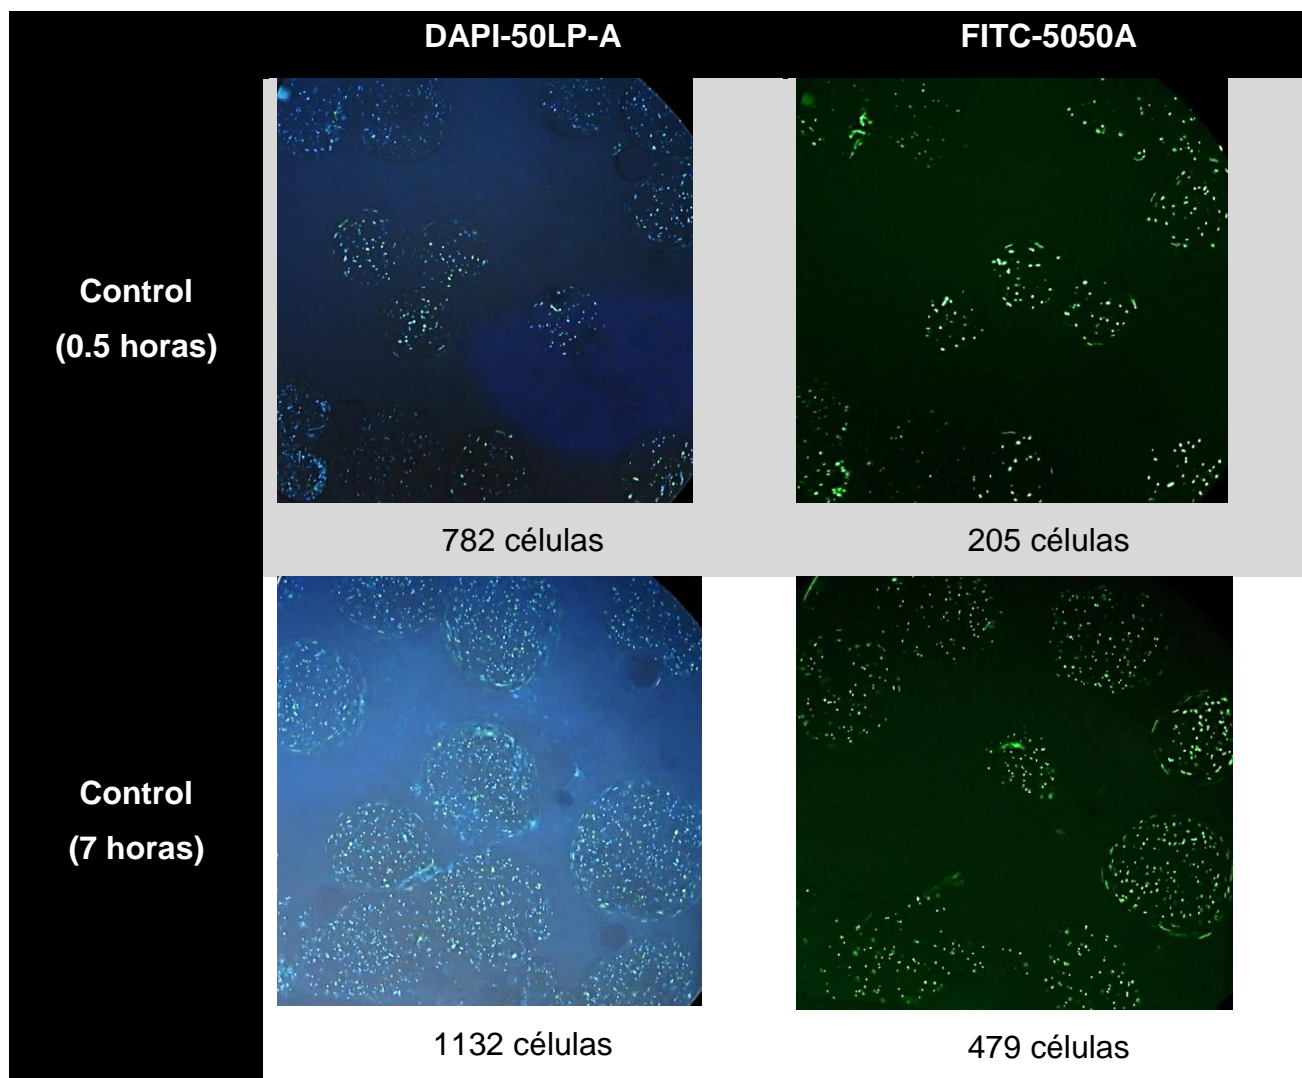 DAPI-50LP-A
FITC-5050A
Control
(0.5 horas)
782 células
205 células
Control
(7 horas)
1132 células
479 células